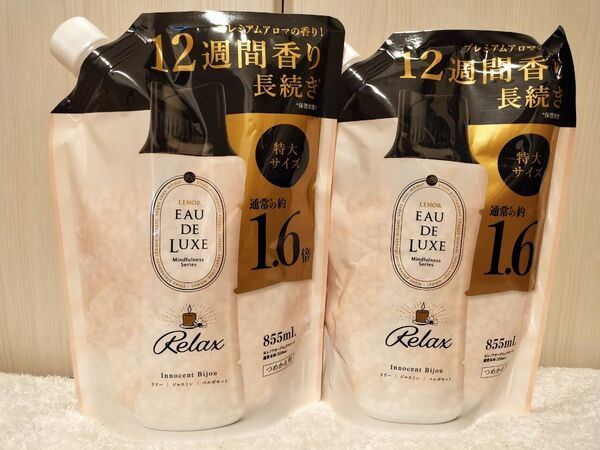 プレミアムアロマの香り!
12週間香り
長続き
特大
サイズ
通常の約
1.6倍
LENOR
EAU
DE
LUXE
Mindfulness
Series
Relax
Innocent Bijou
リリー | ジャスミン | ベルガモット
855mL
つめかえ用
プレミアムアロマの
12週間香り
長続き
特大
サイズ
通常の約
1.6
LENOR
EAU
DE
LUXE
Mindfulness
Series
Relax
Innocent Bijou
リリー | ジャスミン | ベルガモット
855mL
つめかえ用